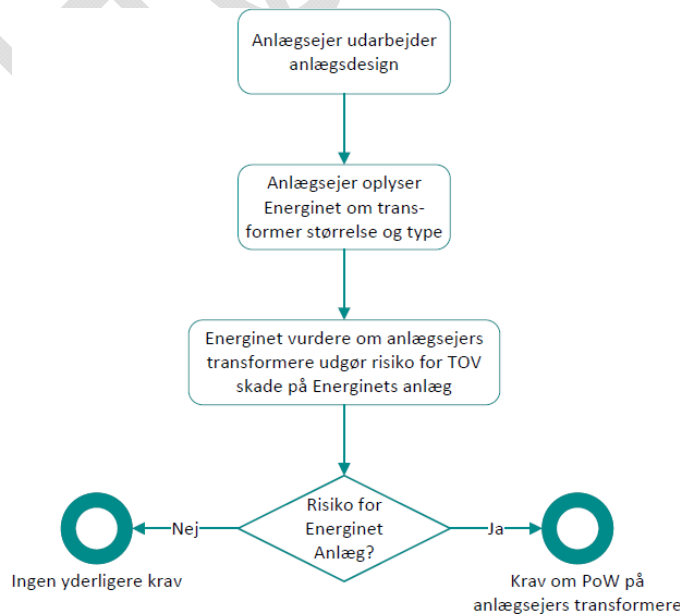 Anlægsejer udarbejder
anlægsdesign
Anlægsejer oplyser
Energinet om trans-
former størrelse og type
Energinet vurdere om anlægsejers
transformere udgør risiko for TOV
skade på Energinets anlæg
Risiko for
Energinet
Anlæg?
Nej
Ja
Ingen yderligere krav
Krav om PoW på
anlægsejers transformere